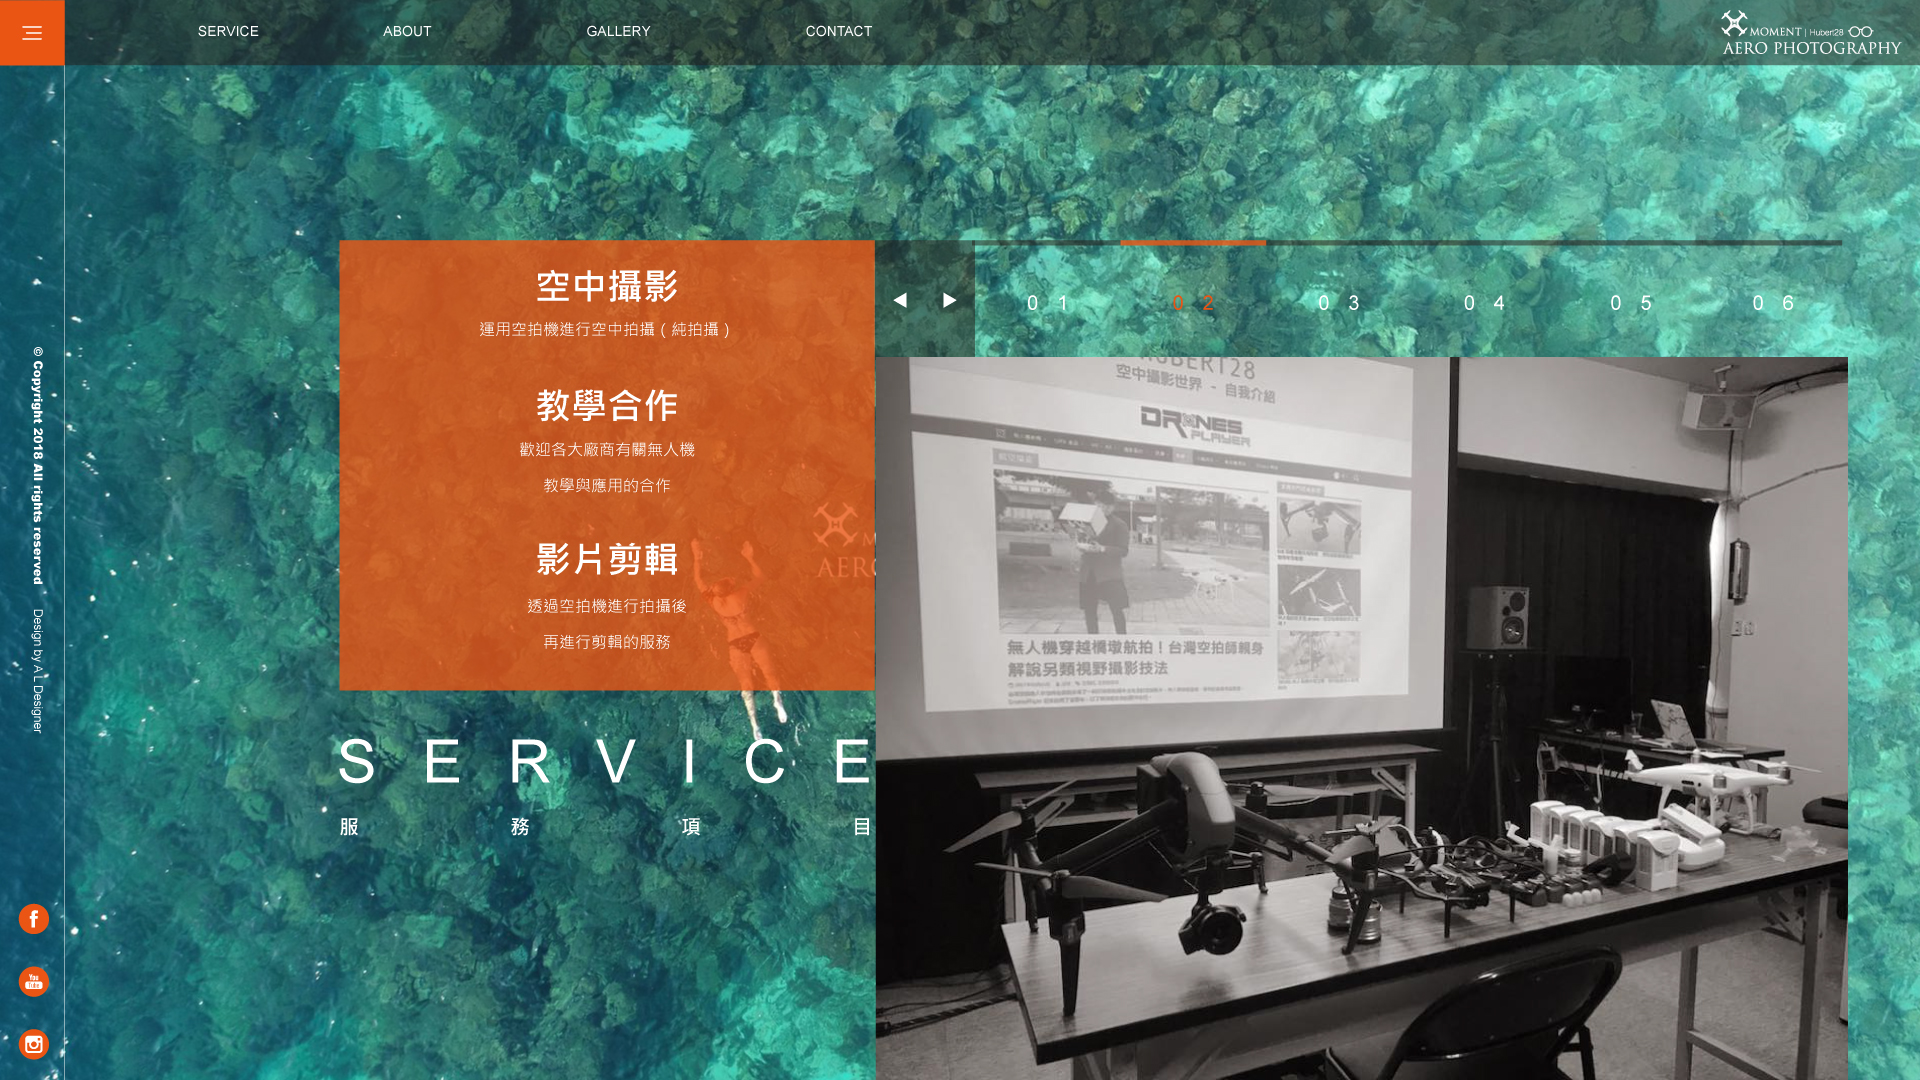 SERVICE
ABOUT
GALLERY
CONTACT
MOMENT | Hubert28
AERO PHOTOGRAPHY
空中攝影
運用空拍機進行空中拍攝 ( 純拍攝 )
教學合作
歡迎各大廠商有關無人機
教學與應用的合作
影片剪輯
透過空拍機進行拍攝後
再進行剪輯的服務
AERO
01
02
03
04
05
06
HUBERT28
空中攝影世界 - 自我介紹
DRONES
PLAYER
無人機穿越橋墩航拍！台灣空拍師親身
解說另類視野攝影技法
SERVICE
服務項目
© Copyright 2018 All rights reserved
Design by A L Designer
You
Tube